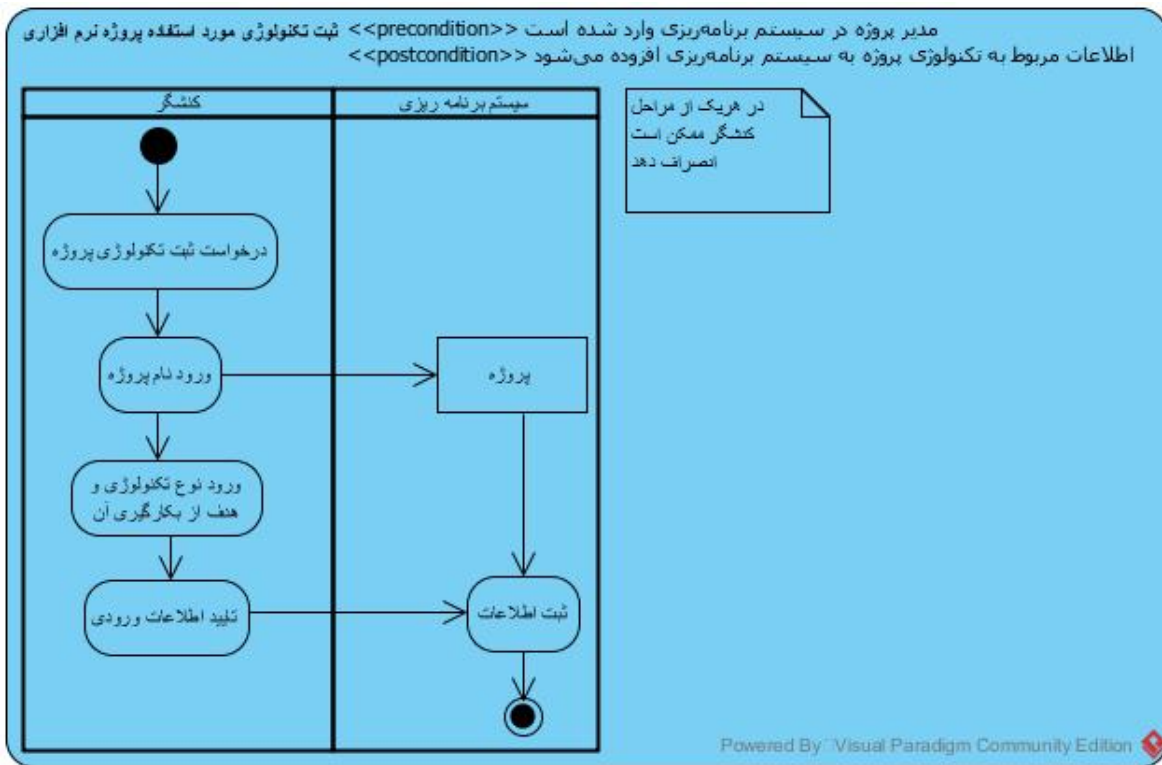 ثبت تکنولوژی مورد استفاده پروژه نرم افزاری
<<precondition>> مدیر پروژه در سیستم برنامه‌ریزی وارد شده است
<<postcondition>> اطلاعات مربوط به تکنولوژی پروژه به سیستم برنامه‌ریزی افزوده می‌شود
کنشگر
سیستم برنامه ریزی
در هریک از مراحل
کنشگر ممکن است
انصراف دهد
درخواست ثبت تکنولوژی پروژه
ورود نام پروژه
پروژه
ورود نوع تکنولوژی و
هدف از بکارگیری آن
تایید اطلاعات ورودی
ثبت اطلاعات
Powered By Visual Paradigm Community Edition